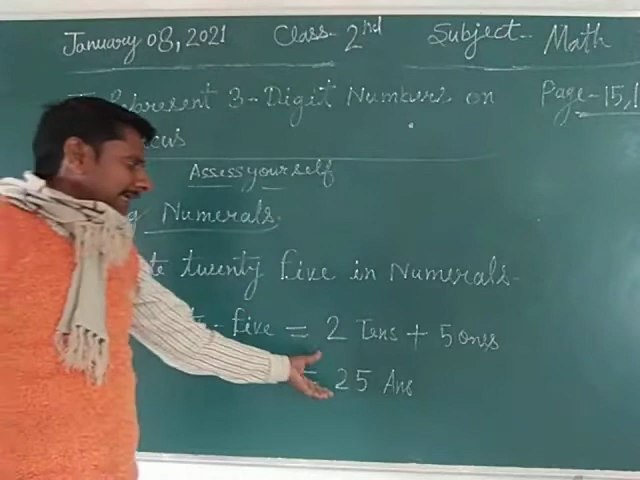 January 08, 2021 Class- 2nd Subject- Math
Represent 3-Digit Numbers on Page-15,1
cus
Assess yourself
g Numerals.
te twenty five in Numerals-
five = 2 Tens + 5 ones
= 25 Ans